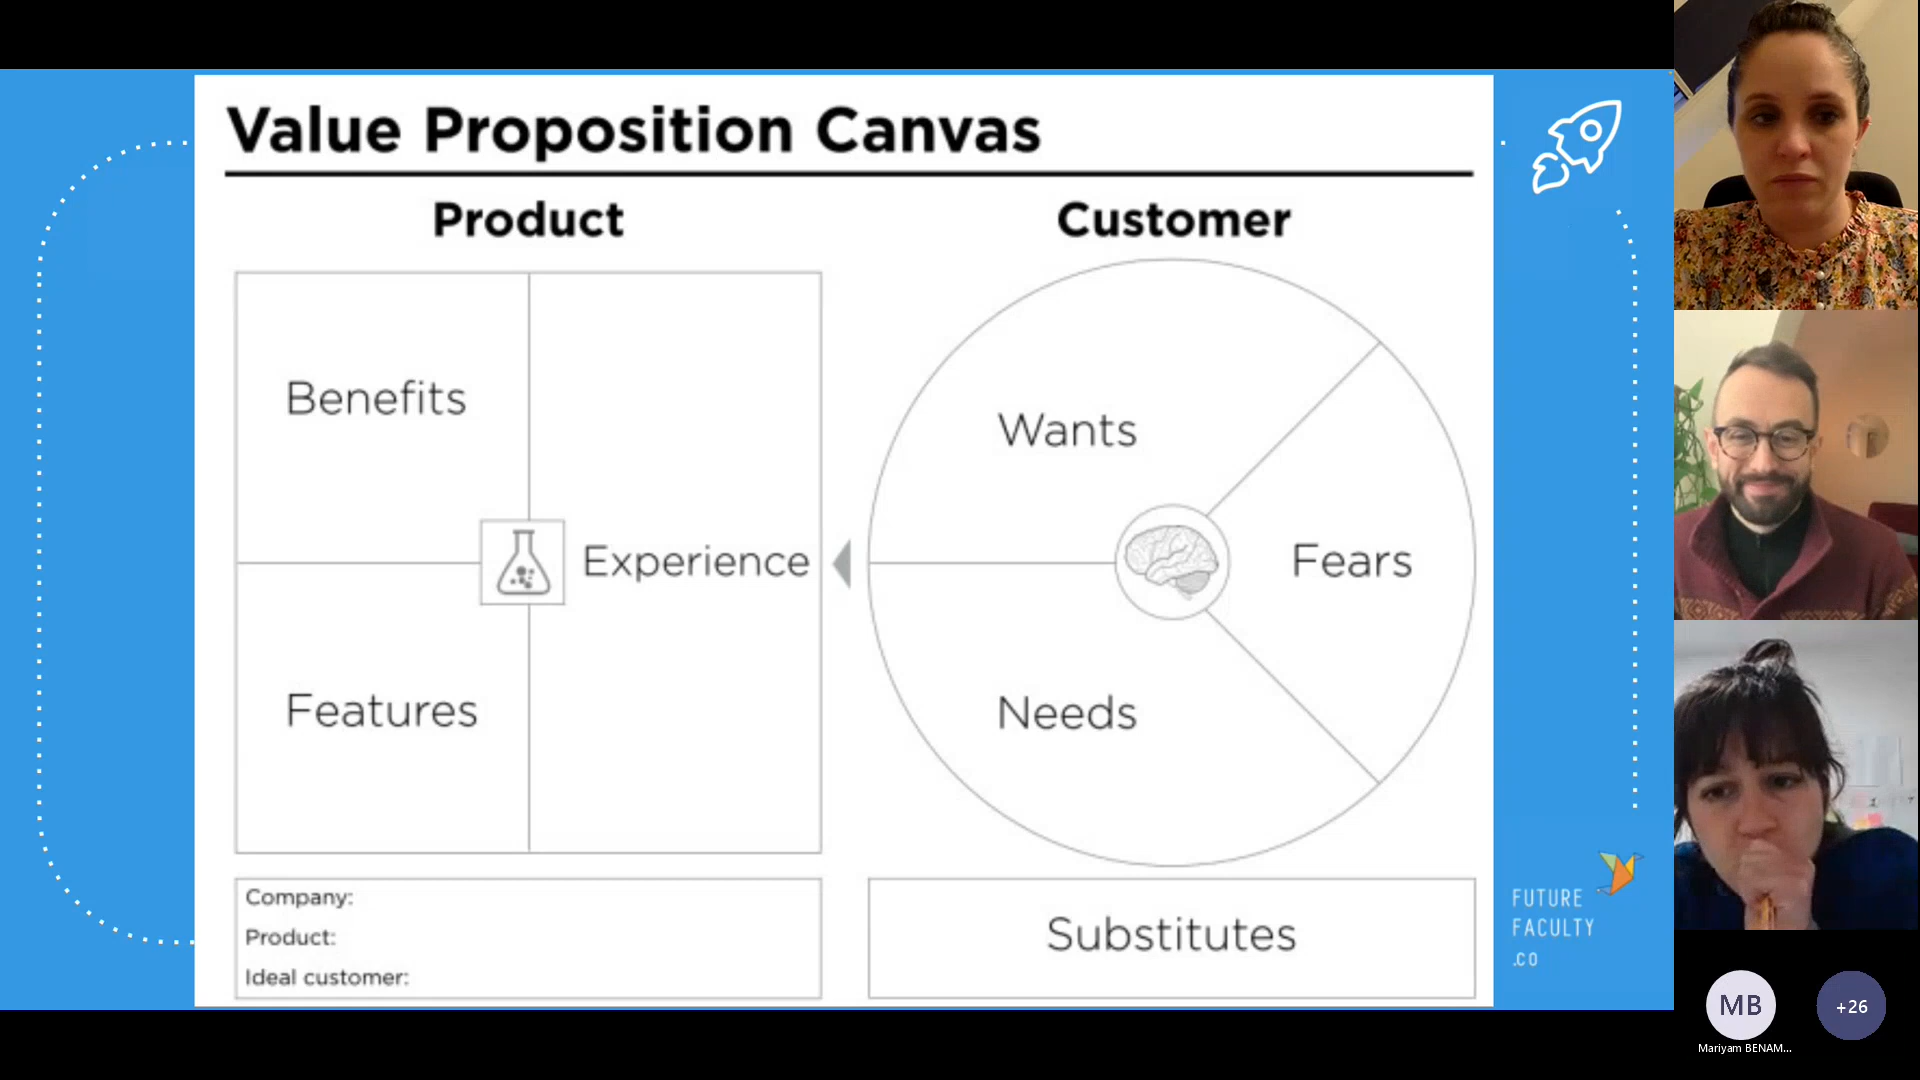 Value Proposition Canvas
Product
Customer
Benefits
Wants
Experience
Fears
Features
Needs
Company:
Product:
Ideal customer:
Substitutes
FUTURE
FACULTY
.CO
MB
+26
Mariyam BENAM...